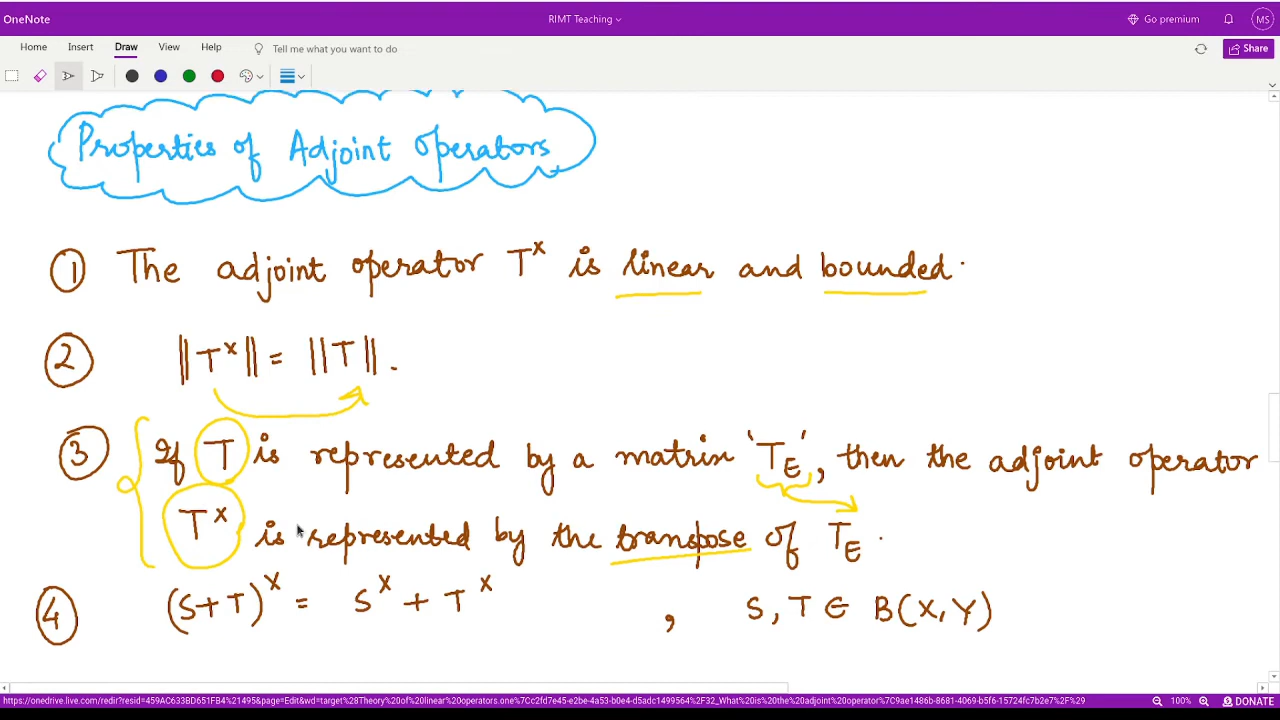 OneNote
RIMT Teaching
Go premium
MS
Home Insert Draw View Help Tell me what you want to do
Share
Properties of Adjoint Operators
① The adjoint operator T^x is linear and bounded.
② ||T^x|| = ||T||.
③ If T is represented by a matrix 'T_E', then the adjoint operator
T^x is represented by the transpose of T_E.
④ (S+T)^x = S^x + T^x , S, T ∈ B(X, Y)
100%
DONATE